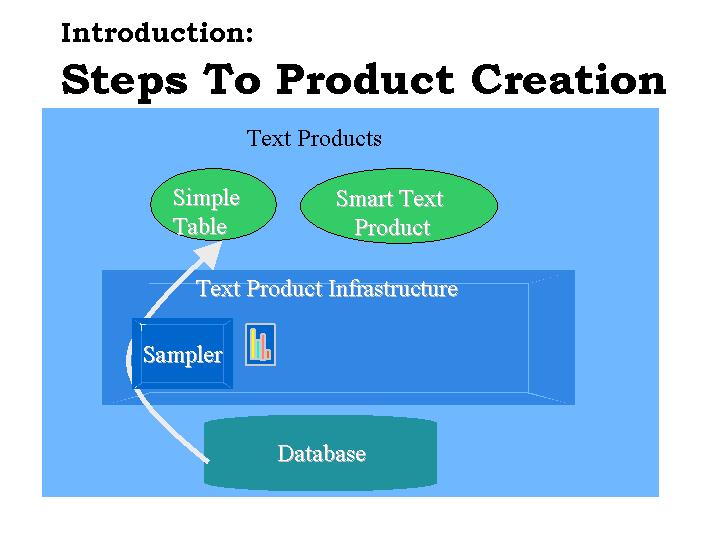 Introduction:
Steps To Product Creation
Text Products
Simple
Table
Smart Text
Product
Text Product Infrastructure
Sampler
Database